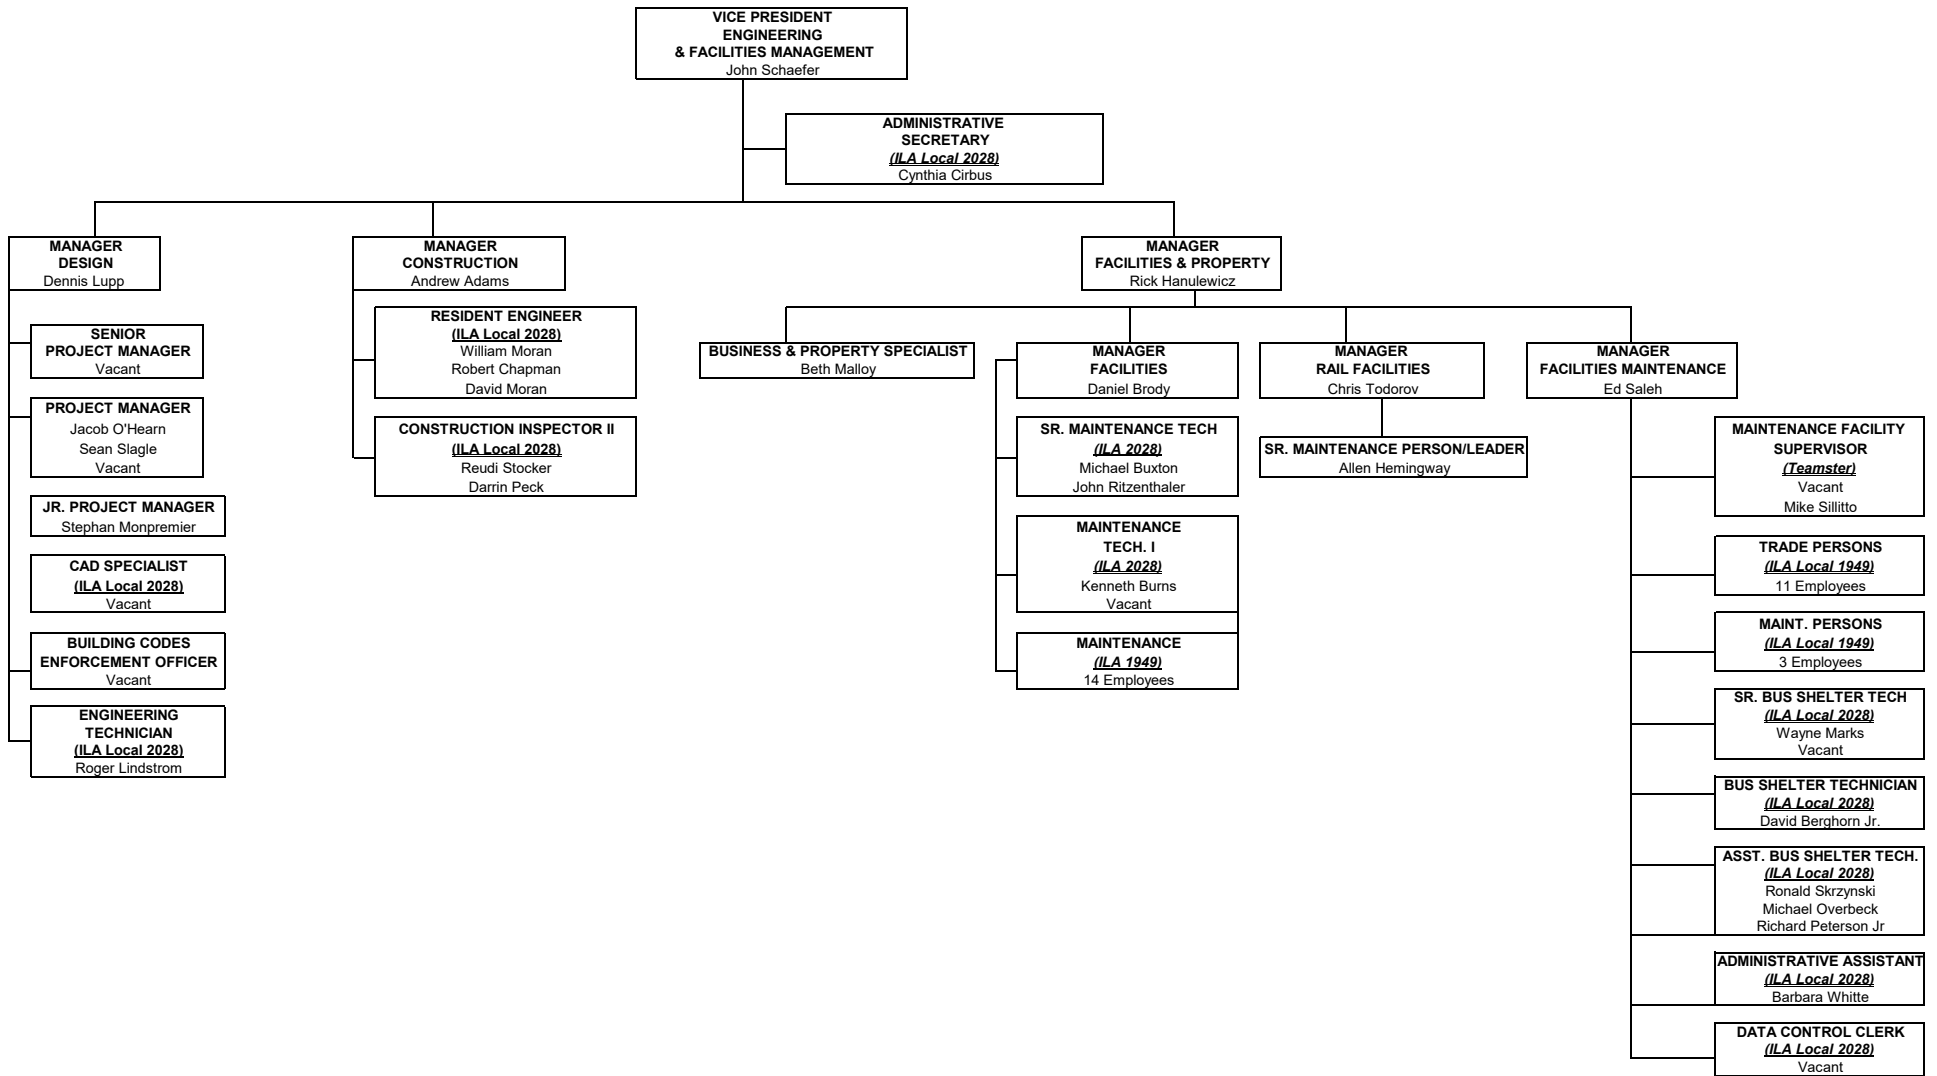 VICE PRESIDENT
ENGINEERING
& FACILITIES MANAGEMENT
John Schaefer
ADMINISTRATIVE
SECRETARY
(ILA Local 2028)
Cynthia Cirbus
MANAGER
DESIGN
Dennis Lupp
SENIOR
PROJECT MANAGER
Vacant
PROJECT MANAGER
Jacob O'Hearn
Sean Slagle
Vacant
JR. PROJECT MANAGER
Stephan Monpremier
CAD SPECIALIST
(ILA Local 2028)
Vacant
BUILDING CODES
ENFORCEMENT OFFICER
Vacant
ENGINEERING
TECHNICIAN
(ILA Local 2028)
Roger Lindstrom
MANAGER
CONSTRUCTION
Andrew Adams
RESIDENT ENGINEER
(ILA Local 2028)
William Moran
Robert Chapman
David Moran
CONSTRUCTION INSPECTOR II
(ILA Local 2028)
Reudi Stocker
Darrin Peck
MANAGER
FACILITIES & PROPERTY
Rick Hanulewicz
BUSINESS & PROPERTY SPECIALIST
Beth Malloy
MANAGER
FACILITIES
Daniel Brody
SR. MAINTENANCE TECH
(ILA 2028)
Michael Buxton
John Ritzenthaler
MAINTENANCE
TECH. I
(ILA 2028)
Kenneth Burns
Vacant
MAINTENANCE
(ILA 1949)
14 Employees
MANAGER
RAIL FACILITIES
Chris Todorov
SR. MAINTENANCE PERSON/LEADER
Allen Hemingway
MANAGER
FACILITIES MAINTENANCE
Ed Saleh
MAINTENANCE FACILITY
SUPERVISOR
(Teamster)
Vacant
Mike Sillitto
TRADE PERSONS
(ILA Local 1949)
11 Employees
MAINT. PERSONS
(ILA Local 1949)
3 Employees
SR. BUS SHELTER TECH
(ILA Local 2028)
Wayne Marks
Vacant
BUS SHELTER TECHNICIAN
(ILA Local 2028)
David Berghorn Jr.
ASST. BUS SHELTER TECH.
(ILA Local 2028)
Ronald Skrzynski
Michael Overbeck
Richard Peterson Jr
ADMINISTRATIVE ASSISTANT
(ILA Local 2028)
Barbara Whitte
DATA CONTROL CLERK
(ILA Local 2028)
Vacant